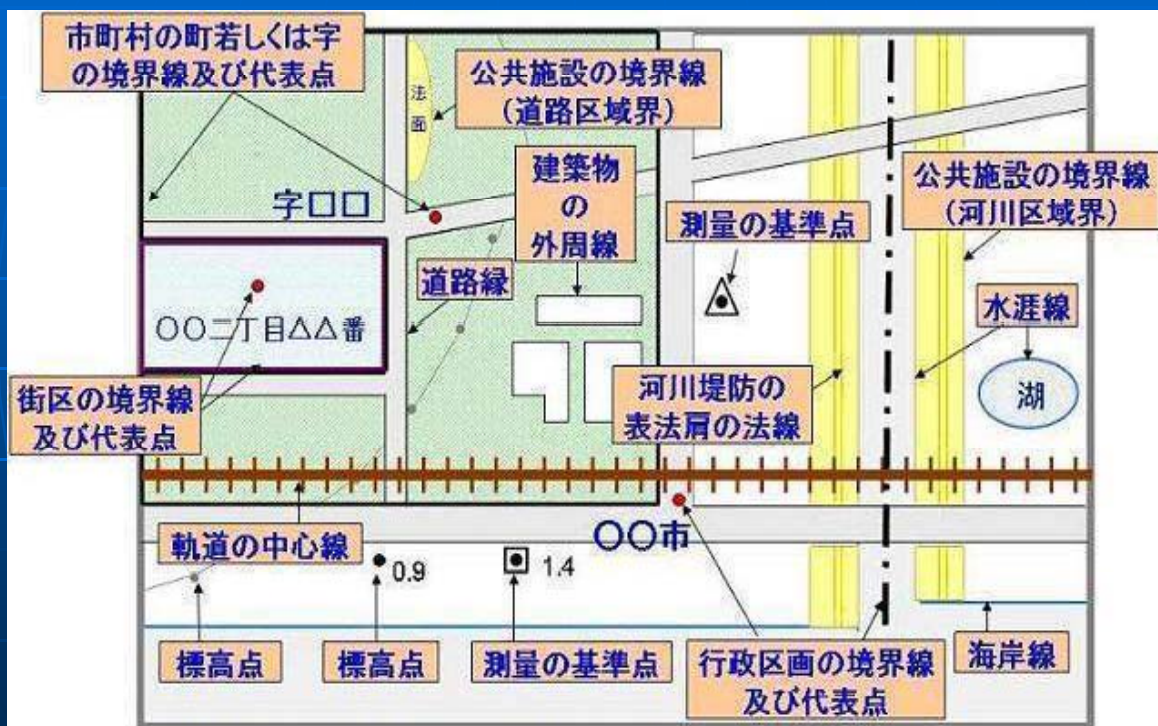 市町村の町若しくは字
の境界線及び代表点
公共施設の境界線
(道路区域界)
法
面
建築物
の
外周線
公共施設の境界線
(河川区域界)
字□□
測量の基準点
道路縁
水涯線
〇〇二丁目△△番
街区の境界線
及び代表点
河川堤防の
表法肩の法線
湖
軌道の中心線
〇〇市
0.9
1.4
標高点
標高点
測量の基準点
行政区画の境界線
及び代表点
海岸線